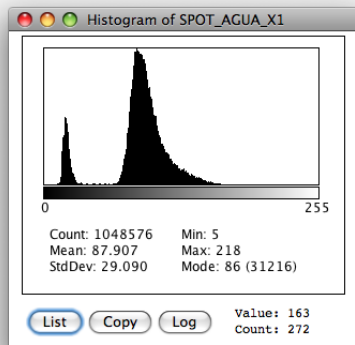 Histogram of SPOT_AGUA_X1
0 255
Count: 1048576 Min: 5
Mean: 87.907 Max: 218
StdDev: 29.090 Mode: 86 (31216)
List Copy Log Value: 163
Count: 272